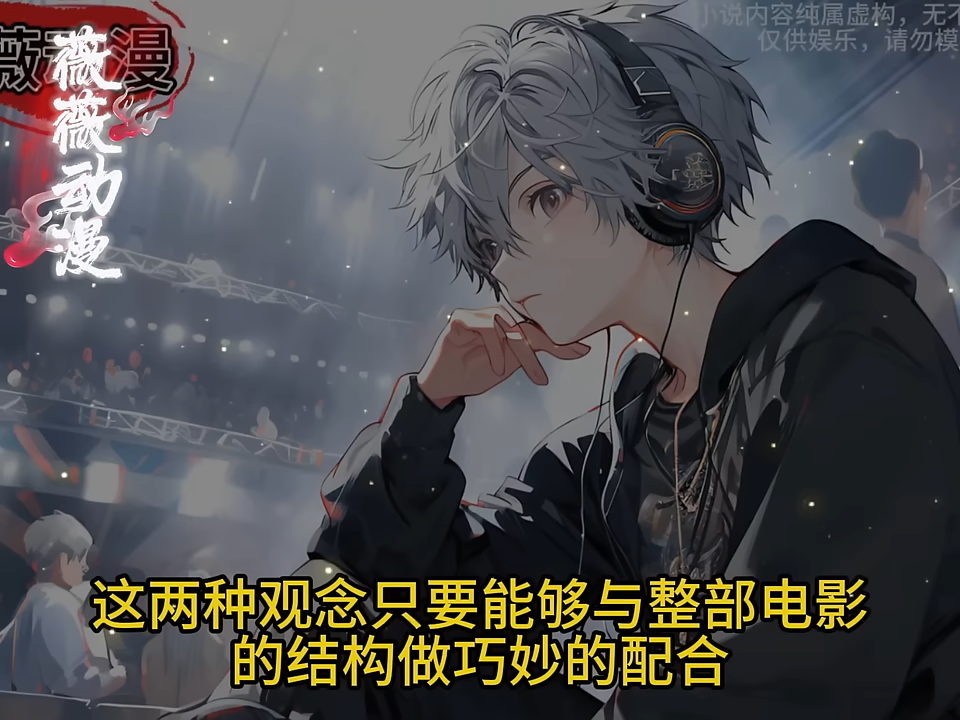 薇薇动漫
薇薇动漫
小说内容纯属虚构，无不
仅供娱乐，请勿模
这两种观念只要能够与整部电影
的结构做巧妙的配合